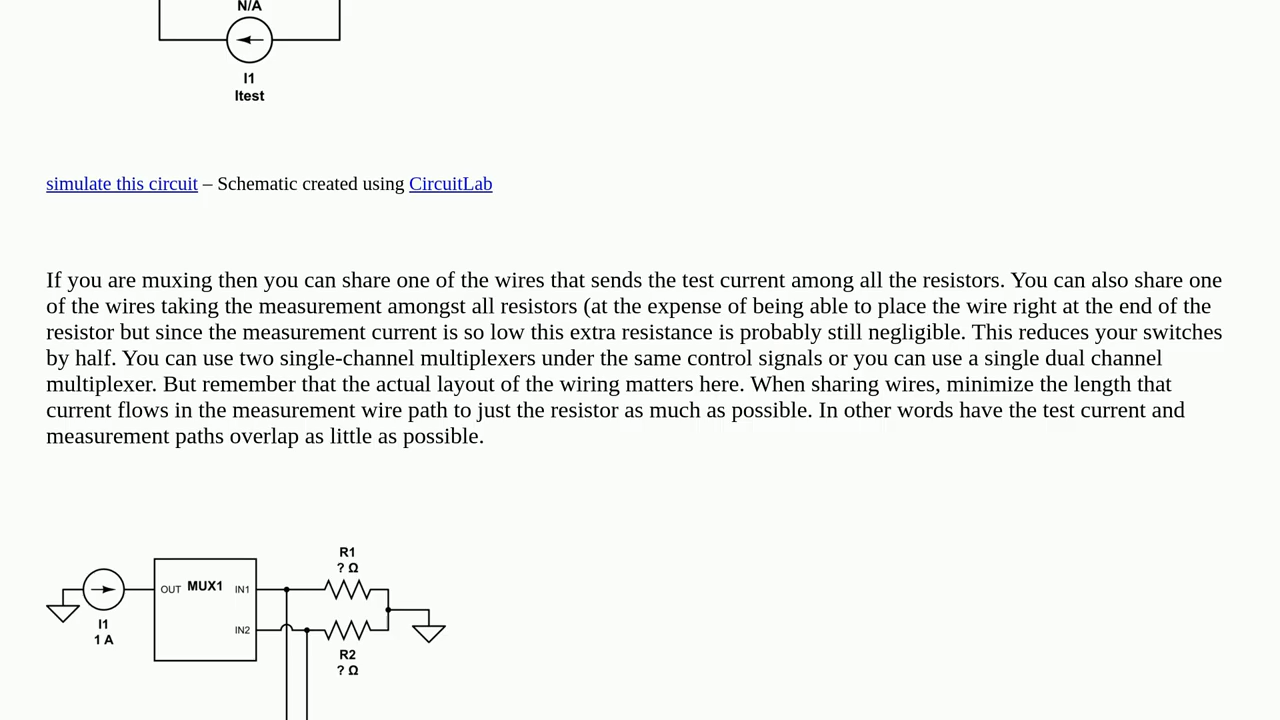 N/A
I1
Itest
simulate this circuit – Schematic created using CircuitLab
If you are muxing then you can share one of the wires that sends the test current among all the resistors. You can also share one
of the wires taking the measurement amongst all resistors (at the expense of being able to place the wire right at the end of the
resistor but since the measurement current is so low this extra resistance is probably still negligible. This reduces your switches
by half. You can use two single-channel multiplexers under the same control signals or you can use a single dual channel
multiplexer. But remember that the actual layout of the wiring matters here. When sharing wires, minimize the length that
current flows in the measurement wire path to just the resistor as much as possible. In other words have the test current and
measurement paths overlap as little as possible.
R1
? Ω
OUT MUX1 IN1
I1
1 A
IN2
R2
? Ω